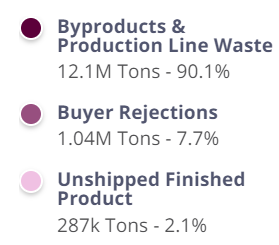 Byproducts &
Production Line Waste
12.1M Tons - 90.1%
Buyer Rejections
1.04M Tons - 7.7%
Unshipped Finished
Product
287k Tons - 2.1%